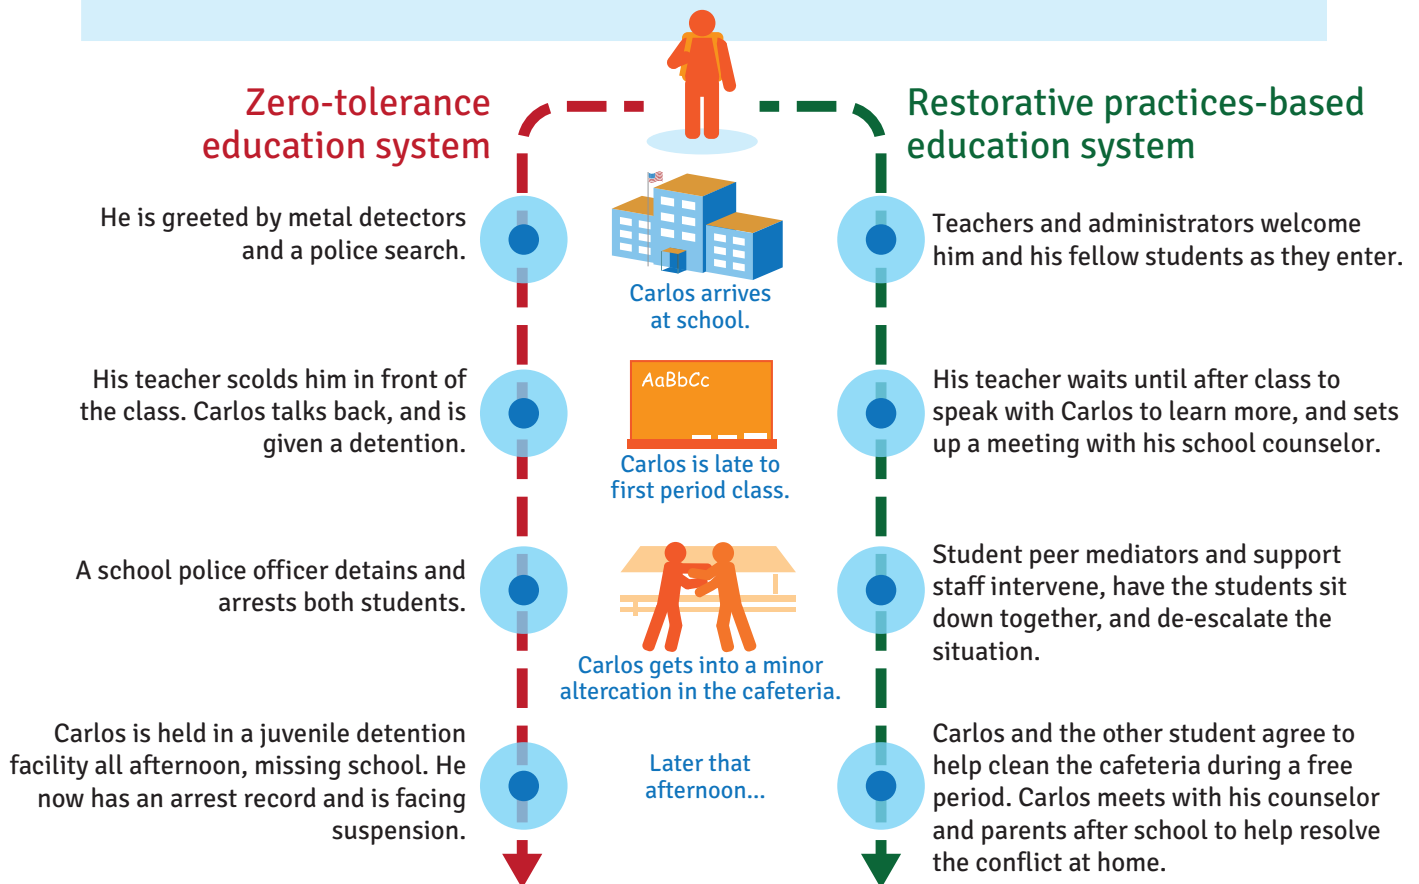 Zero-tolerance
education system
Restorative practices-based
education system
He is greeted by metal detectors
and a police search.
Carlos arrives
at school.
Teachers and administrators welcome
him and his fellow students as they enter.
His teacher scolds him in front of
the class. Carlos talks back, and is
given a detention.
AaBbCc
Carlos is late to
first period class.
His teacher waits until after class to
speak with Carlos to learn more, and sets
up a meeting with his school counselor.
A school police officer detains and
arrests both students.
Carlos gets into a minor
altercation in the cafeteria.
Student peer mediators and support
staff intervene, have the students sit
down together, and de-escalate the
situation.
Carlos is held in a juvenile detention
facility all afternoon, missing school. He
now has an arrest record and is facing
suspension.
Later that
afternoon...
Carlos and the other student agree to
help clean the cafeteria during a free
period. Carlos meets with his counselor
and parents after school to help resolve
the conflict at home.